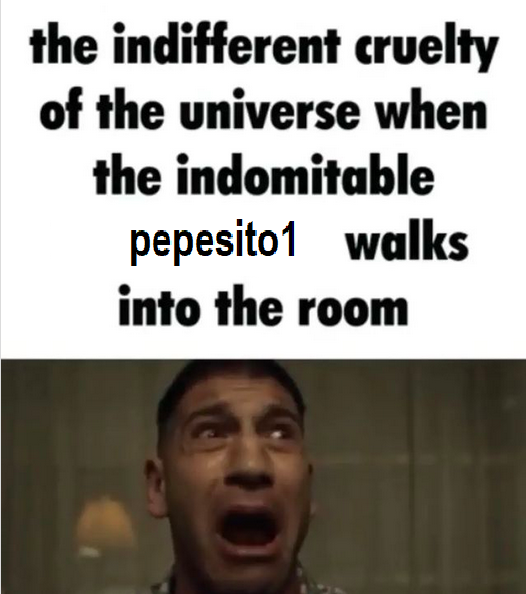 the indifferent cruelty
of the universe when
the indomitable
pepesito1 walks
into the room